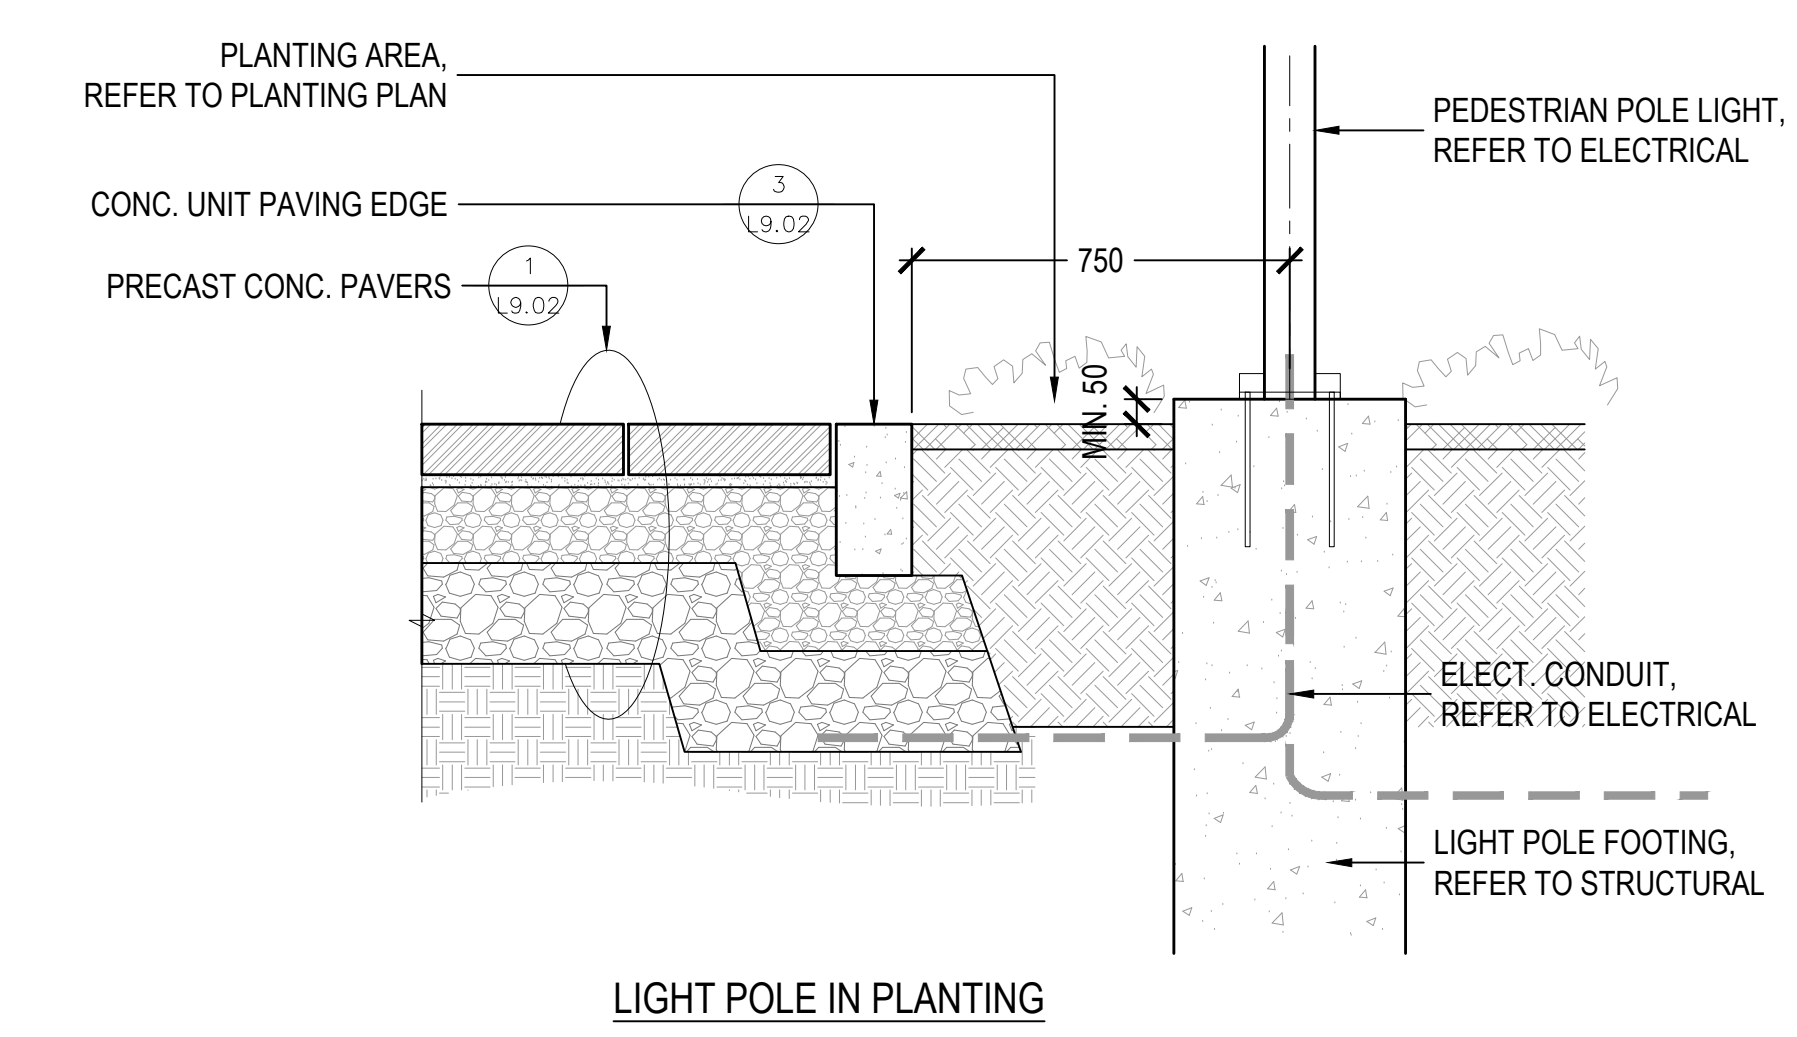 PLANTING AREA,
REFER TO PLANTING PLAN
PEDESTRIAN POLE LIGHT,
REFER TO ELECTRICAL
CONC. UNIT PAVING EDGE
3
L9.02
750
PRECAST CONC. PAVERS
1
L9.02
MIN. 50
ELECT. CONDUIT,
REFER TO ELECTRICAL
LIGHT POLE FOOTING,
REFER TO STRUCTURAL
LIGHT POLE IN PLANTING